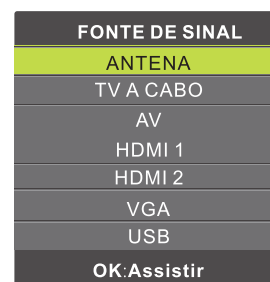 FONTE DE SINAL
ANTENA
TV A CABO
AV
HDMI 1
HDMI 2
VGA
USB
OK:Assistir